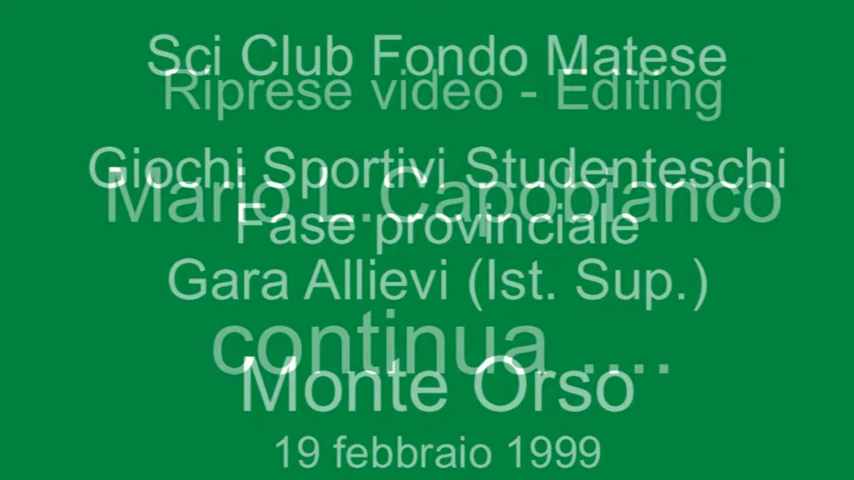 Sci Club Fondo Matese
Riprese video - Editing
Giochi Sportivi Studenteschi
Mario L. Capobianco
Fase provinciale
Gara Allievi (Ist. Sup.)
continua ....
Monte Orso
19 febbraio 1999